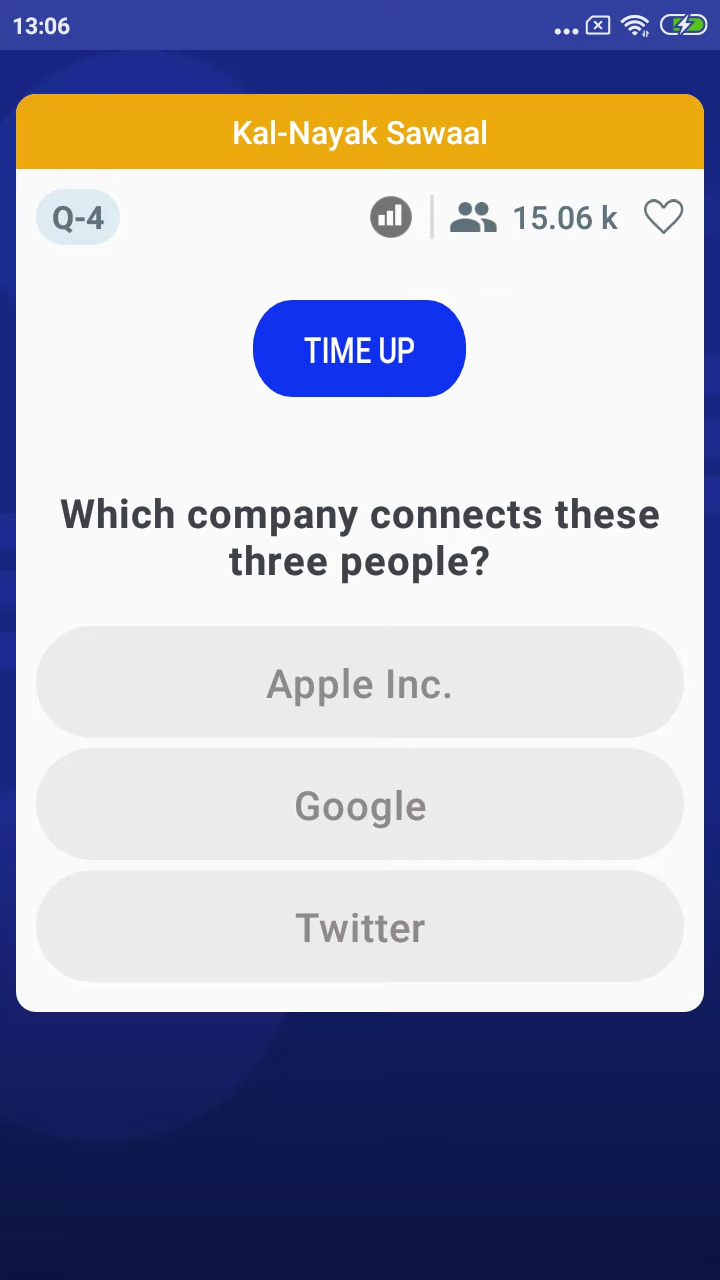 13:06
Kal-Nayak Sawaal
Q-4
15.06 k
TIME UP
Which company connects these
three people?
Apple Inc.
Google
Twitter